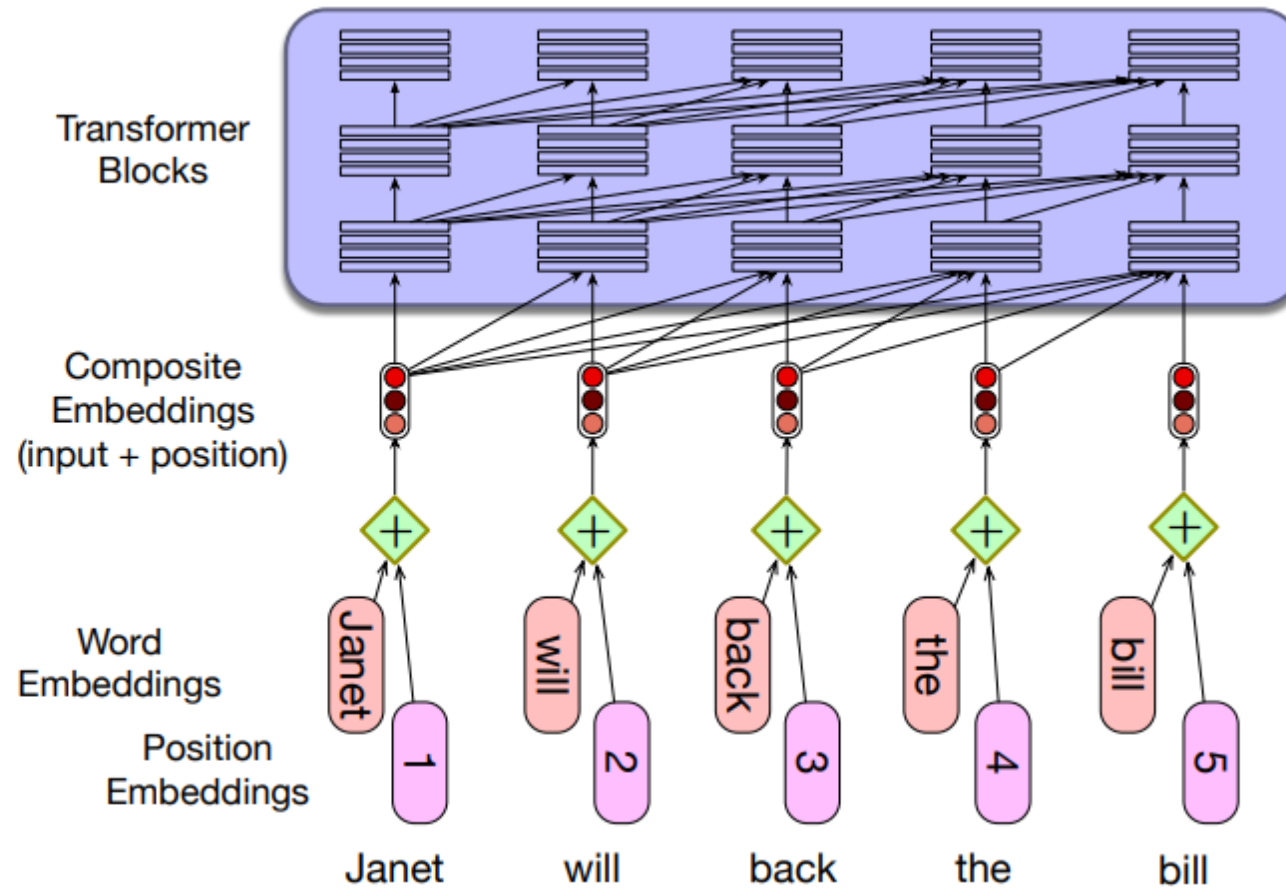 Transformer
Blocks
Composite
Embeddings
(input + position)
+ + + + +
Word
Embeddings
Janet will back the bill
Position
Embeddings
1 2 3 4 5
Janet will back the bill